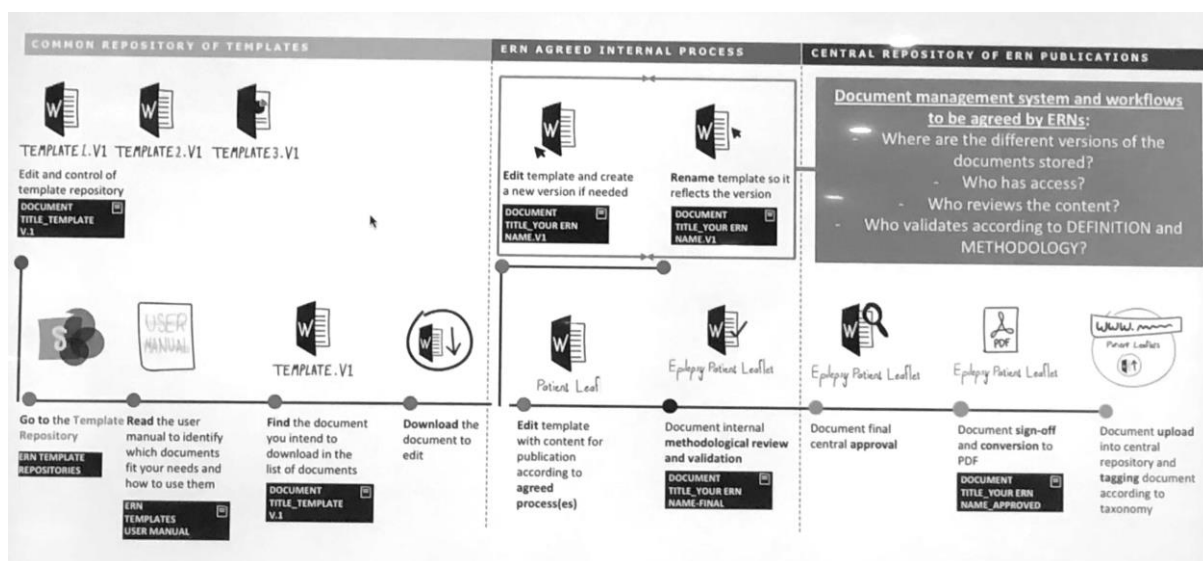 COMMON REPOSITORY OF TEMPLATES
ERN AGREED INTERNAL PROCESS
CENTRAL REPOSITORY OF ERN PUBLICATIONS
TEMPLATE1.V1
TEMPLATE2.V1
TEMPLATE3.V1
Edit and control of
template repository
DOCUMENT
TITLE_TEMPLATE
V.1
Edit template and create
a new version if needed
DOCUMENT
TITLE_YOUR ERN
NAME.V1
Rename template so it
reflects the version
DOCUMENT
TITLE_YOUR ERN
NAME.V1
Document management system and workflows
to be agreed by ERNs:
- Where are the different versions of the
documents stored?
- Who has access?
- Who reviews the content?
- Who validates according to DEFINITION and
METHODOLOGY?
S
Go to the Template
Repository
ERN TEMPLATE
REPOSITORIES
USER
MANUAL
Read the user
manual to identify
which documents
fit your needs and
how to use them
ERN
TEMPLATES
USER MANUAL
W
TEMPLATE.V1
Find the document
you intend to
download in the
list of documents
DOCUMENT
TITLE_TEMPLATE
V.1
W
Download the
document to
edit
W
Patient Leaf
Edit template
with content for
publication
according to
agreed
process(es)
W
Epilepsy Patient Leaflet
Document internal
methodological review
and validation
DOCUMENT
TITLE_YOUR ERN
NAME-FINAL
W
Epilepsy Patient Leaflet
Document final
central approval
PDF
Epilepsy Patient Leaflet
Document sign-off
and conversion to
PDF
DOCUMENT
TITLE_YOUR ERN
NAME_APPROVED
WWW.
Patient Leaflets
Document upload
into central
repository and
tagging document
according to
taxonomy